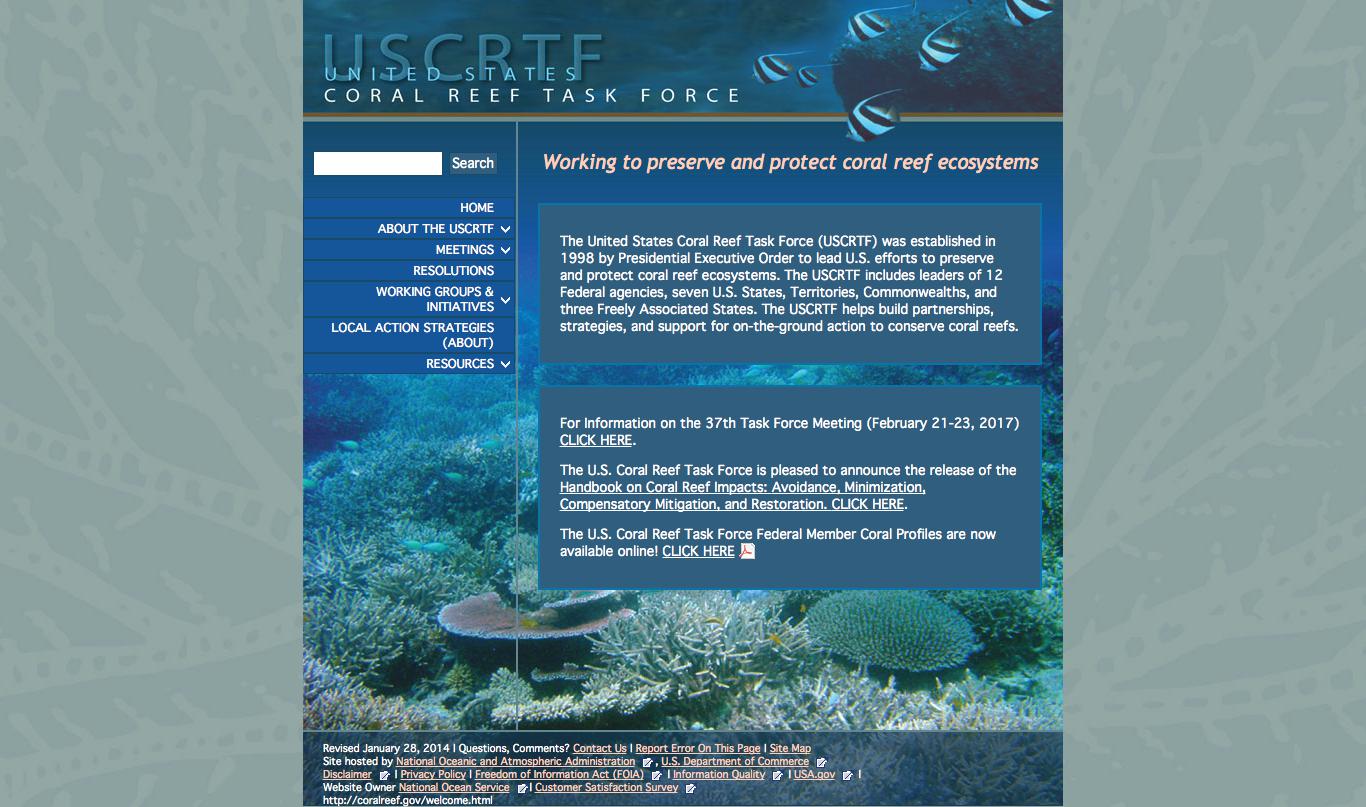 USCRTF
UNITED STATES
CORAL REEF TASK FORCE
Search
HOME
ABOUT THE USCRTF
MEETINGS
RESOLUTIONS
WORKING GROUPS &
INITIATIVES
LOCAL ACTION STRATEGIES
(ABOUT)
RESOURCES
Working to preserve and protect coral reef ecosystems
The United States Coral Reef Task Force (USCRTF) was established in
1998 by Presidential Executive Order to lead U.S. efforts to preserve
and protect coral reef ecosystems. The USCRTF includes leaders of 12
Federal agencies, seven U.S. States, Territories, Commonwealths, and
three Freely Associated States. The USCRTF helps build partnerships,
strategies, and support for on-the-ground action to conserve coral reefs.
For Information on the 37th Task Force Meeting (February 21-23, 2017)
CLICK HERE.
The U.S. Coral Reef Task Force is pleased to announce the release of the
Handbook on Coral Reef Impacts: Avoidance, Minimization,
Compensatory Mitigation, and Restoration. CLICK HERE.
The U.S. Coral Reef Task Force Federal Member Coral Profiles are now
available online! CLICK HERE
Revised January 28, 2014 | Questions, Comments? Contact Us | Report Error On This Page | Site Map
Site hosted by National Oceanic and Atmospheric Administration , U.S. Department of Commerce
Disclaimer | Privacy Policy | Freedom of Information Act (FOIA) | Information Quality | USA.gov |
Website Owner National Ocean Service | Customer Satisfaction Survey
http://coralreef.gov/welcome.html